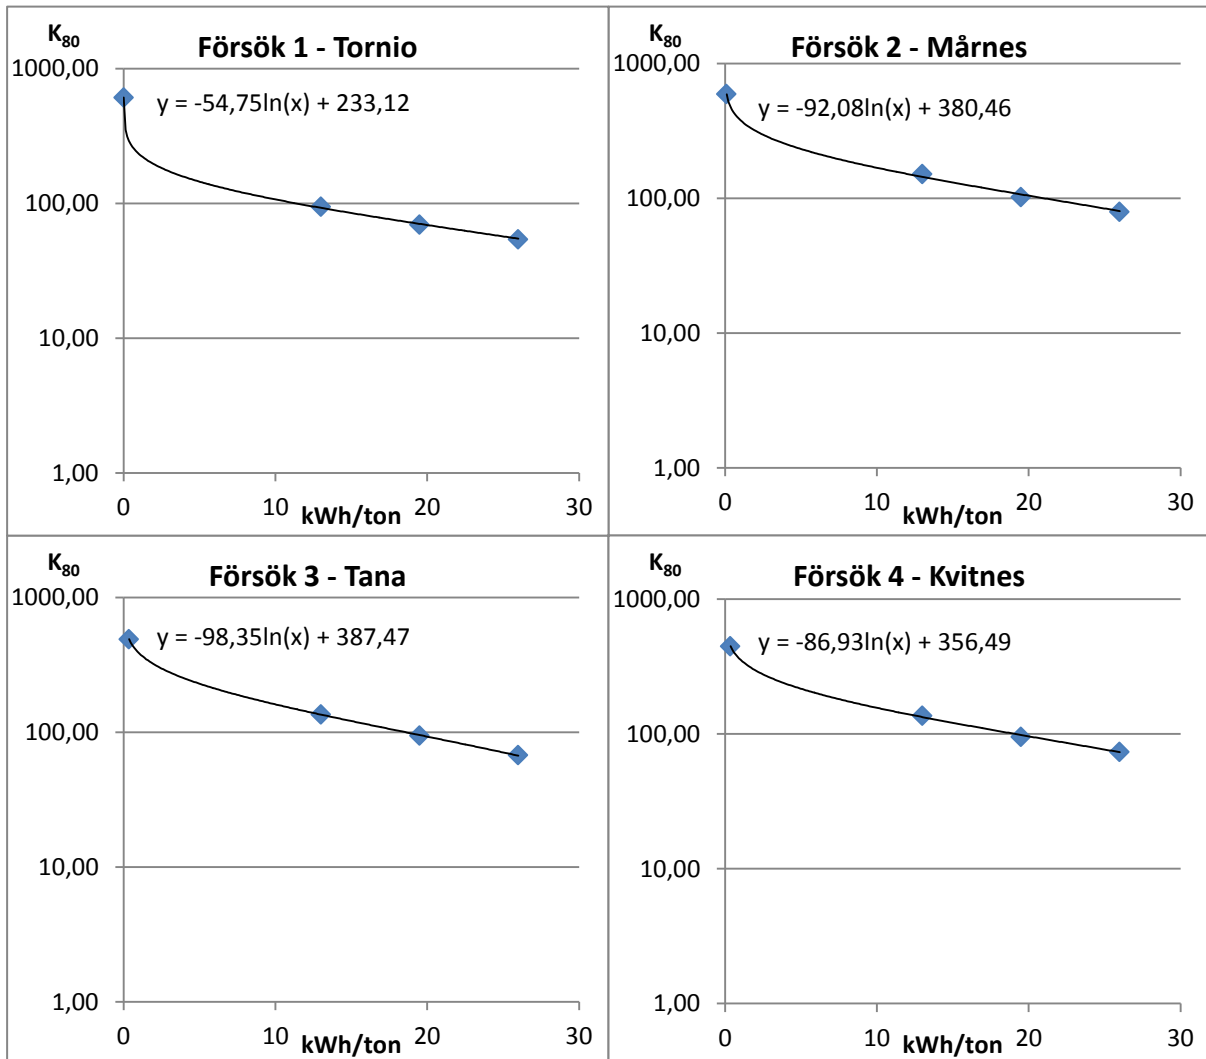 K₈₀
Försök 1 - Tornio
1000,00
y = -54,75ln(x) + 233,12
100,00
10,00
1,00
0 10 20 30
kWh/ton
K₈₀
Försök 2 - Mårnes
1000,00
y = -92,08ln(x) + 380,46
100,00
10,00
1,00
0 10 20 30
kWh/ton
K₈₀
Försök 3 - Tana
1000,00
y = -98,35ln(x) + 387,47
100,00
10,00
1,00
0 10 20 30
kWh/ton
K₈₀
Försök 4 - Kvitnes
1000,00
y = -86,93ln(x) + 356,49
100,00
10,00
1,00
0 10 20 30
kWh/ton